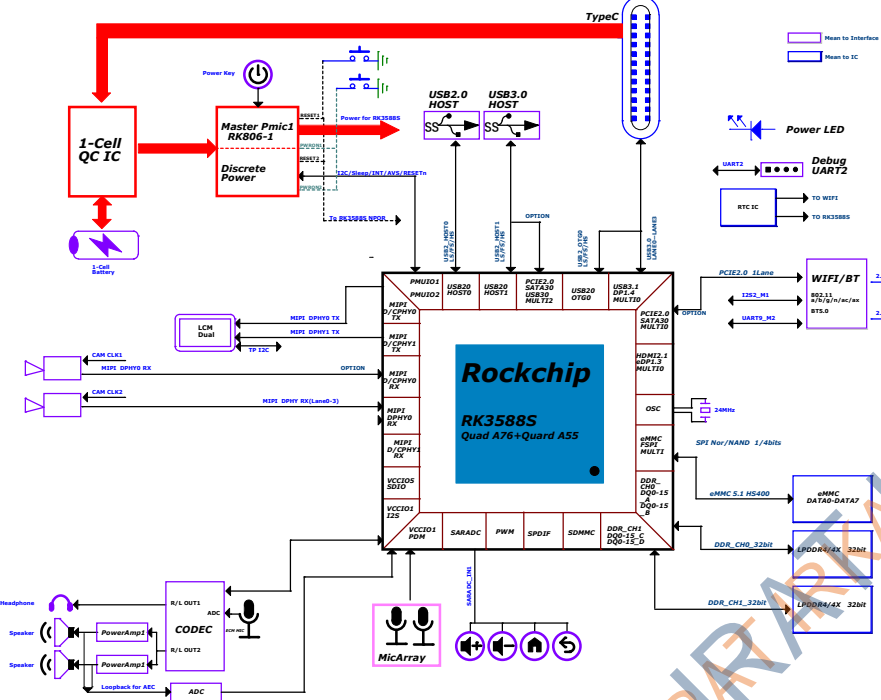 TypeC
Mean to Interface
Mean to IC
Power Key
USB2.0
HOST
USB3.0
HOST
RESET1
Power for RK3588S
Master Pmic1
RK806-1
PWRON1
RESET2
Discrete
Power
I2C/Sleep/INT/AVS/RESETn
PWRON2
To RK3588S NPOR
1-Cell
QC IC
1-Cell
Battery
Power LED
UART2
Debug
UART2
RTC IC
TO WIFI
TO RK3588S
OPTION
USB2_HOST0
LS/FS/HS
USB2_HOST1
LS/FS/HS
USB2_OTG0
LS/FS/HS
USB3.0
LANE0~LANE3
PCIE2.0 1Lane
WIFI/BT
802.11
a/b/g/n/ac/ax
BT5.0
2.
2.
I2S2_M1
UART9_M2
OPTION
PMUIO1
PMUIO2
USB20
HOST0
USB20
HOST1
PCIE2.0
SATA30
USB30
MULTI2
USB20
OTG0
USB3.1
DP1.4
MULTI0
MIPI
D/CPHY0
TX
MIPI
D/CPHY1
TX
MIPI
D/CPHY0
RX
MIPI
DPHY0
RX
MIPI
D/CPHY1
RX
VCCIO5
SDIO
VCCIO1
I2S
VCCIO1
PDM
SARADC
PWM
SPDIF
SDMMC
DDR_CH1
DQ0-15_C
DQ0-15_D
PCIE2.0
SATA30
MULTI0
HDMI2.1
eDP1.3
MULTI0
OSC
eMMC
FSPI
MULTI
DDR_
CH0
DQ0-15
_A
DQ0-15
_B
Rockchip
RK3588S
Quad A76+Quard A55
LCM
Dual
MIPI DPHY0 TX
MIPI DPHY1 TX
TP I2C
CAM CLK1
MIPI DPHY0 RX
OPTION
CAM CLK2
MIPI DPHY RX(Lane0-3)
24MHz
SPI Nor/NAND 1/4bits
eMMC 5.1 HS400
eMMC
DATA0-DATA7
DDR_CH0_32bit
LPDDR4/4X 32bit
DDR_CH1_32bit
LPDDR4/4X 32bit
SARADC_IN1
MicArray
Headphone
Speaker
Speaker
R/L OUT1
ADC
CODEC
R/L OUT2
ECM MIC
PowerAmp1
PowerAmp1
Loopback for AEC
ADC